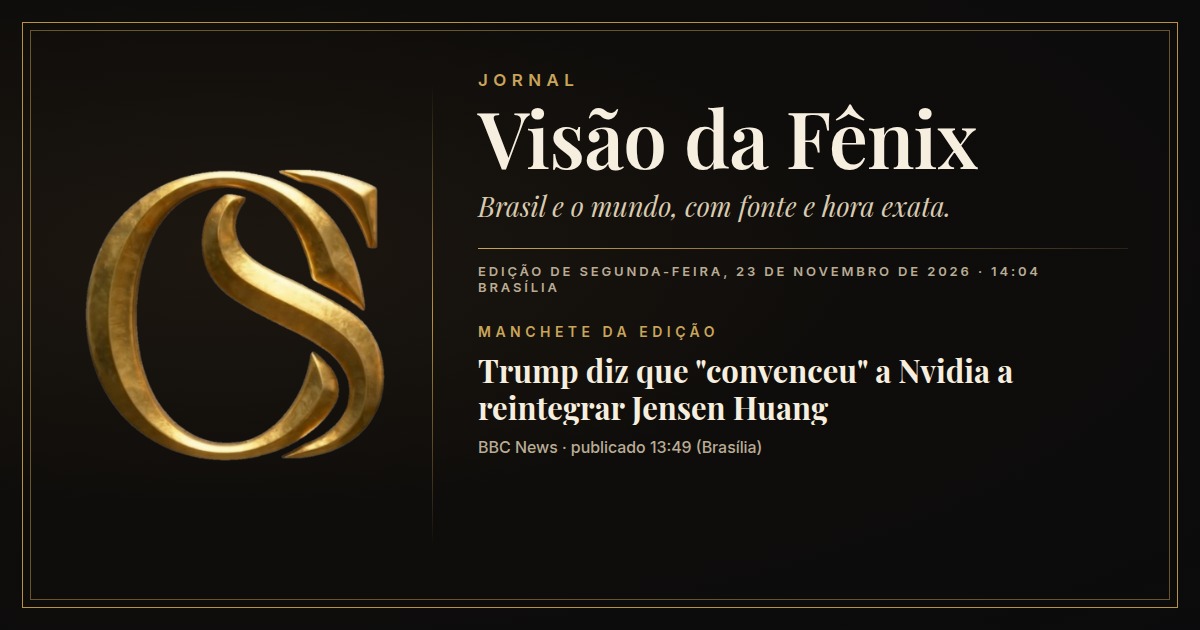 JORNAL
Visão da Fênix
Brasil e o mundo, com fonte e hora exata.
EDIÇÃO DE SEGUNDA-FEIRA, 23 DE NOVEMBRO DE 2026 · 14:04
BRASÍLIA
MANCHETE DA EDIÇÃO
Trump diz que "convenceu" a Nvidia a
reintegrar Jensen Huang
BBC News · publicado 13:49 (Brasília)